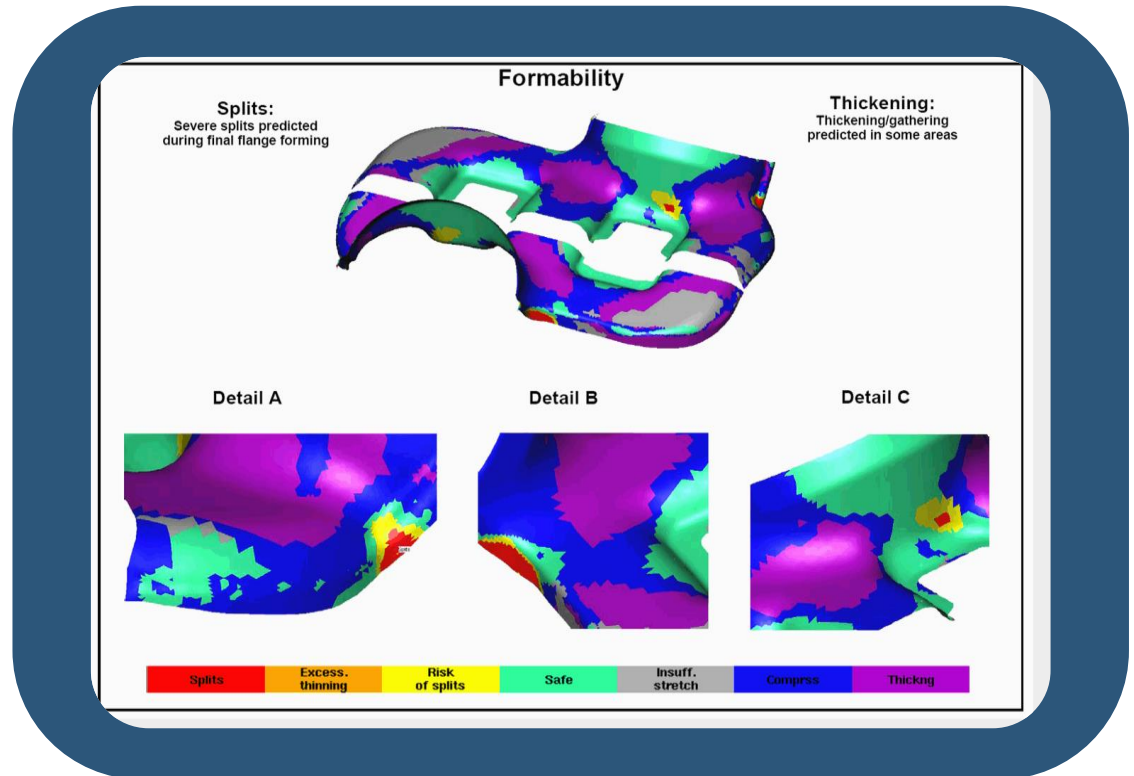 Formability
Splits:
Severe splits predicted
during final flange forming
Thickening:
Thickening/gathering
predicted in some areas
Detail A
Detail B
Detail C
Splits
Excess.
thinning
Risk
of splits
Safe
Insuff.
stretch
Comprss
Thickng